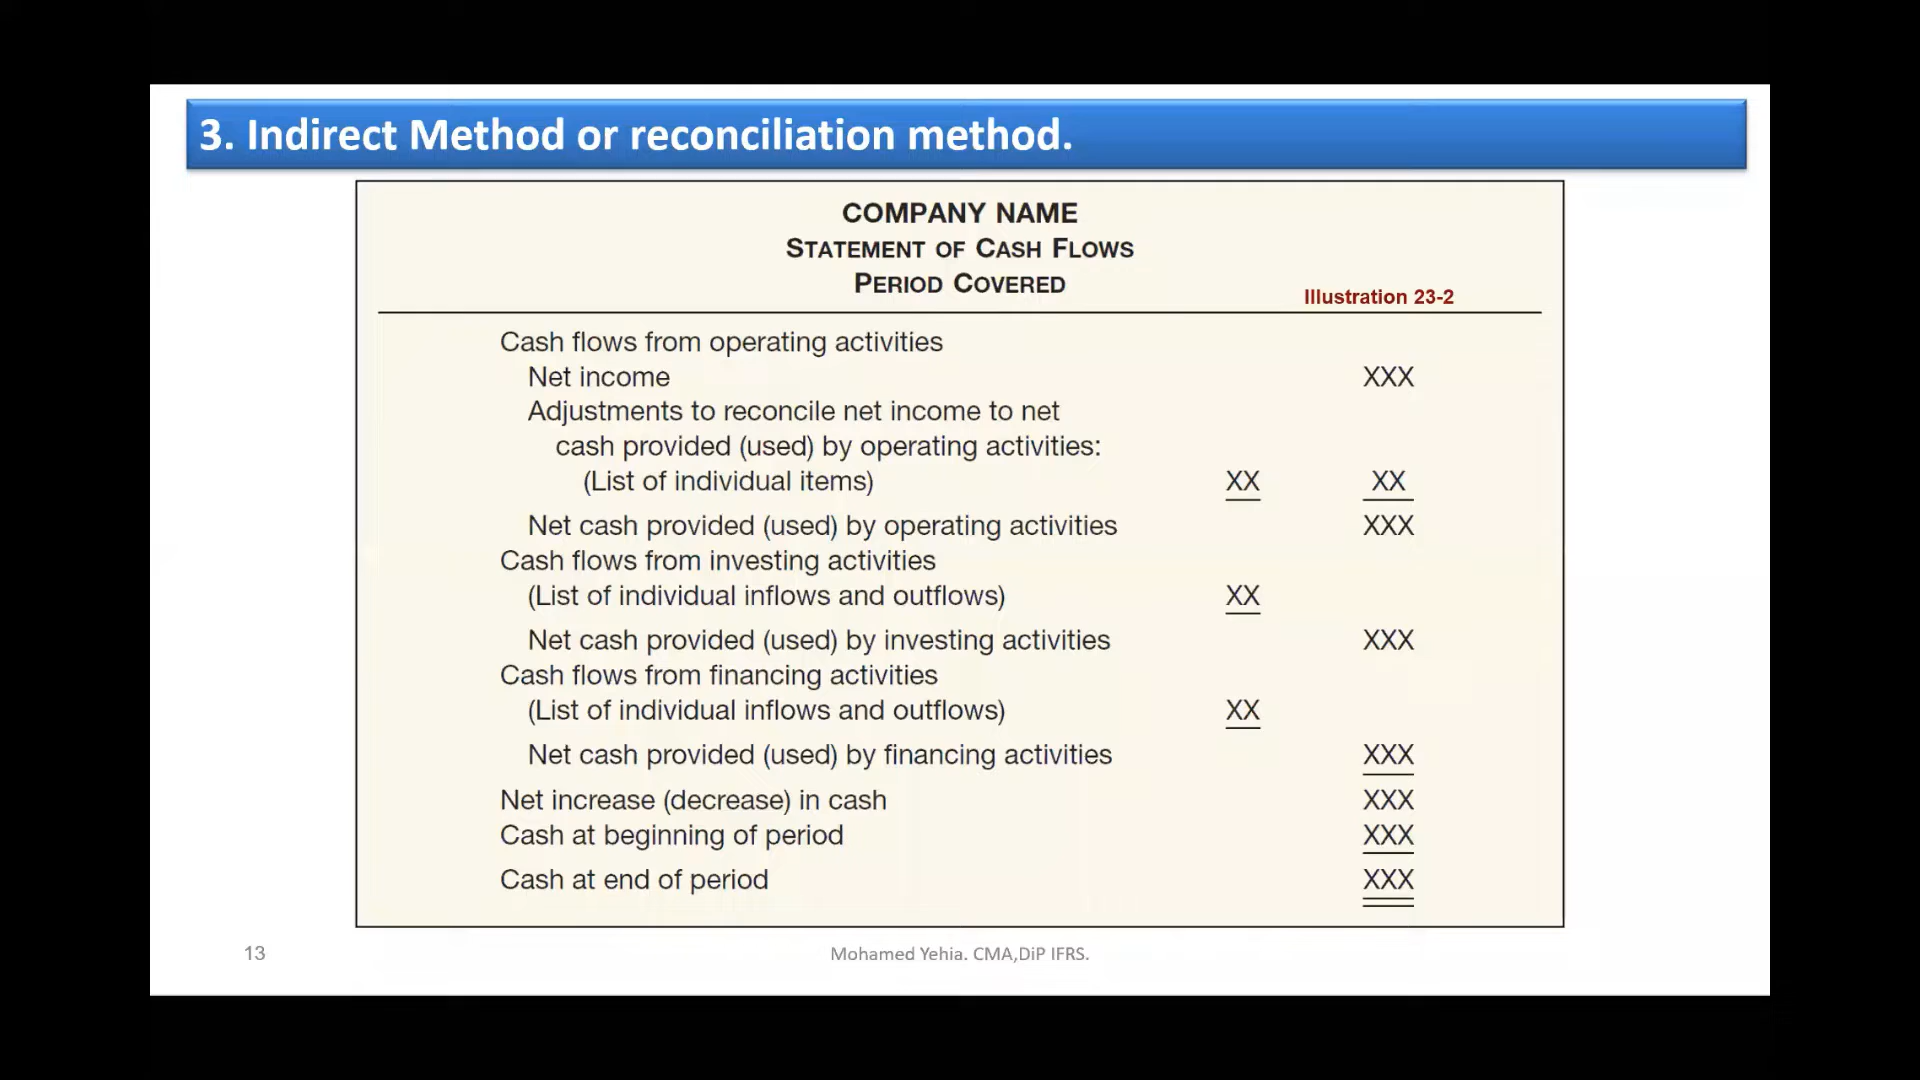 3. Indirect Method or reconciliation method.
COMPANY NAME
STATEMENT OF CASH FLOWS
PERIOD COVERED
Illustration 23-2
Cash flows from operating activities
Net income XXX
Adjustments to reconcile net income to net
cash provided (used) by operating activities:
(List of individual items) XX XX
Net cash provided (used) by operating activities XXX
Cash flows from investing activities
(List of individual inflows and outflows) XX
Net cash provided (used) by investing activities XXX
Cash flows from financing activities
(List of individual inflows and outflows) XX
Net cash provided (used) by financing activities XXX
Net increase (decrease) in cash XXX
Cash at beginning of period XXX
Cash at end of period XXX
13 Mohamed Yehia. CMA,DiP IFRS.